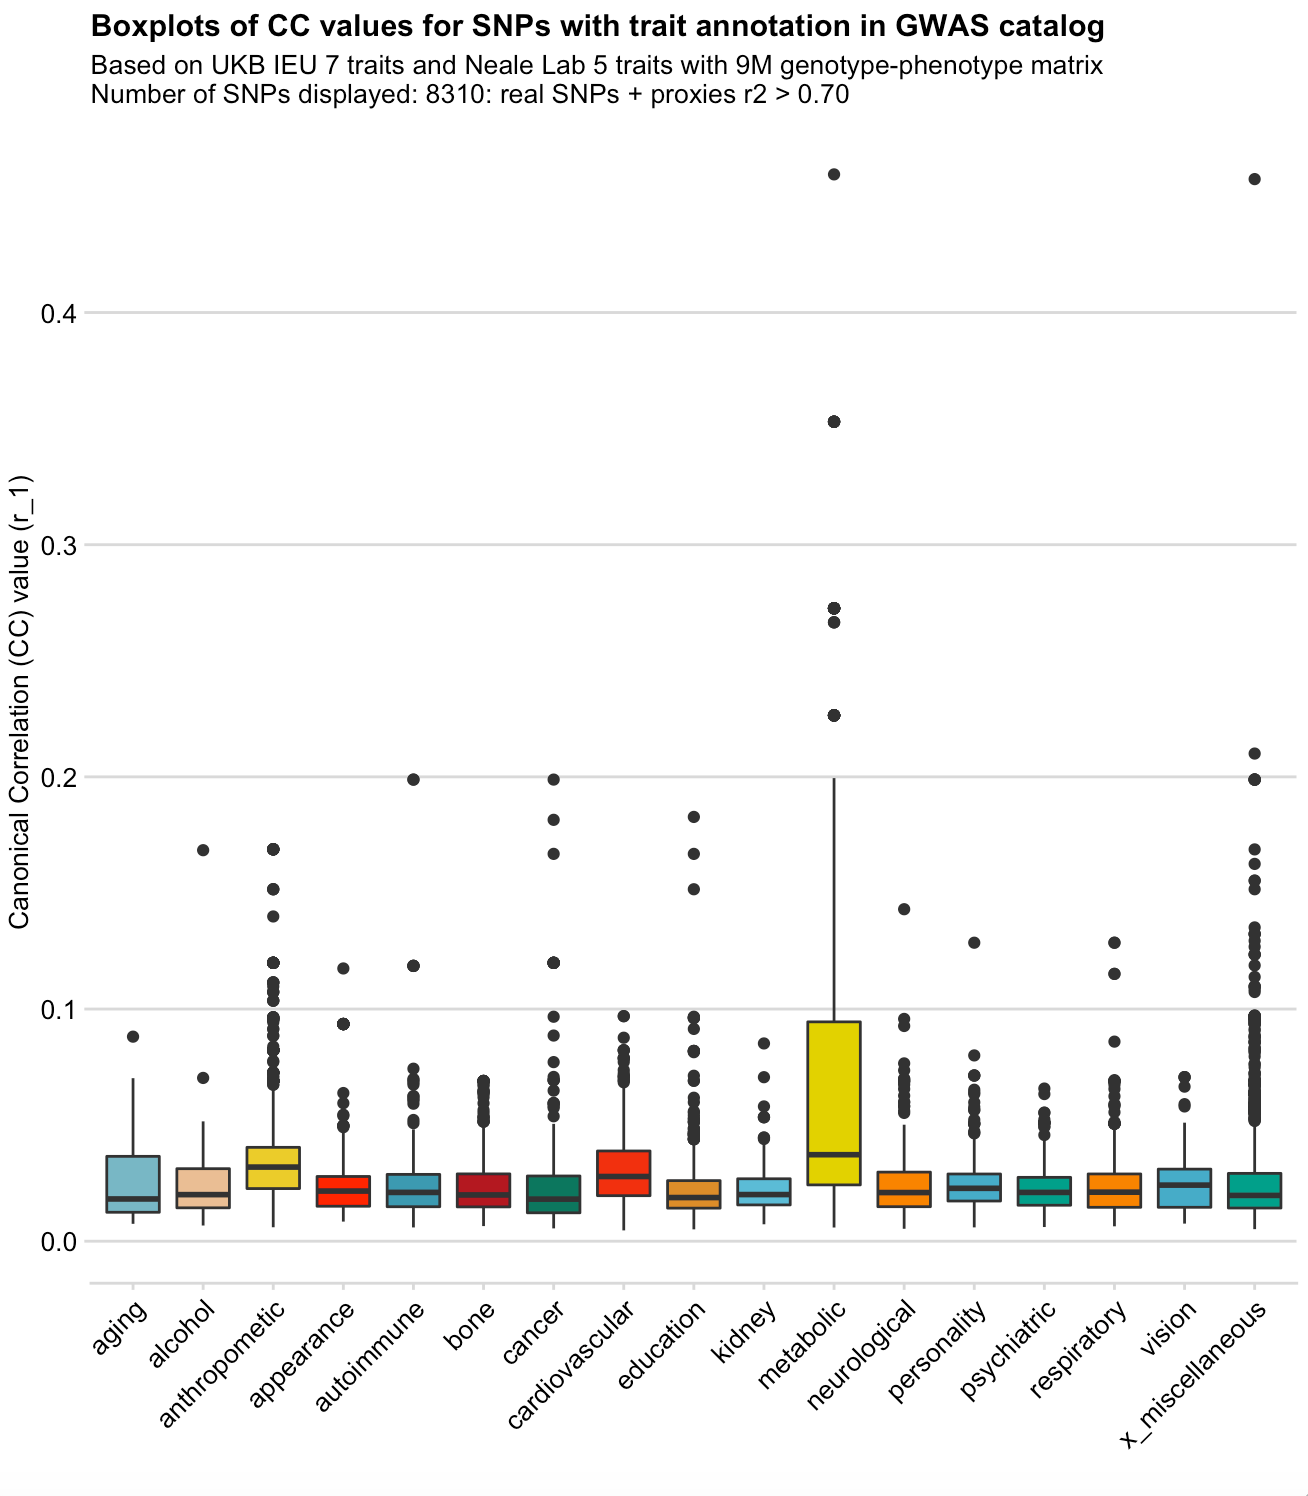 Boxplots of CC values for SNPs with trait annotation in GWAS catalog
Based on UKB IEU 7 traits and Neale Lab 5 traits with 9M genotype-phenotype matrix
Number of SNPs displayed: 8310: real SNPs + proxies r2 > 0.70
Canonical Correlation (CC) value (r_1)
0.4
0.3
0.2
0.1
0.0
aging
alcohol
anthropometic
appearance
autoimmune
bone
cancer
cardiovascular
education
kidney
metabolic
neurological
personality
psychiatric
respiratory
vision
x_miscellaneous